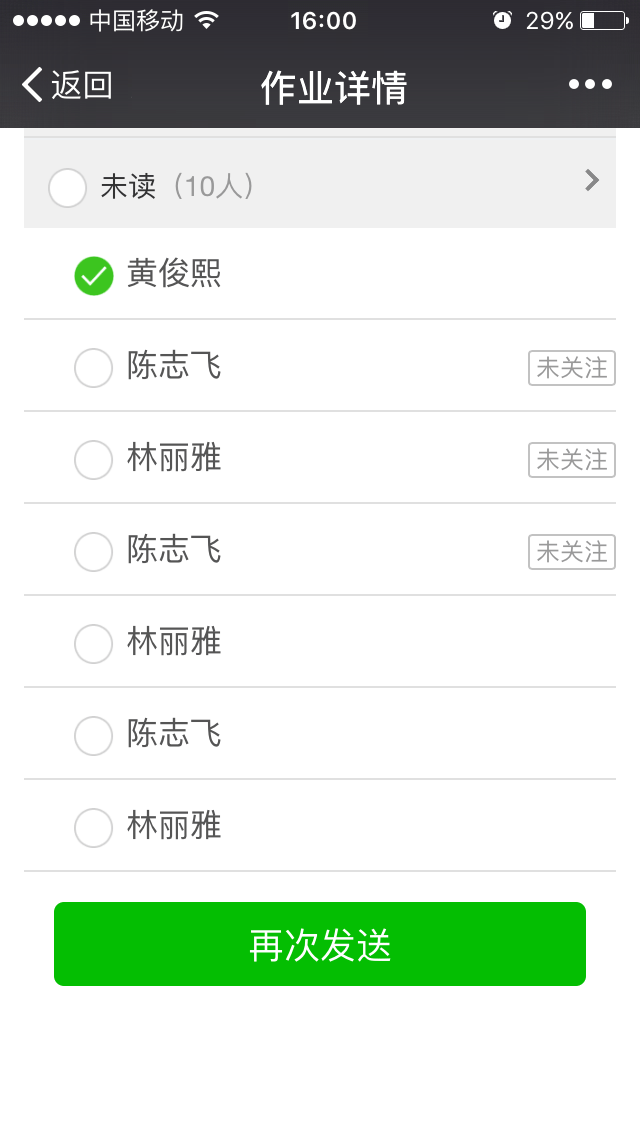 中国移动 16:00 29%
返回 作业详情
未读（10人）
黄俊熙
陈志飞 未关注
林丽雅 未关注
陈志飞 未关注
林丽雅
陈志飞
林丽雅
再次发送